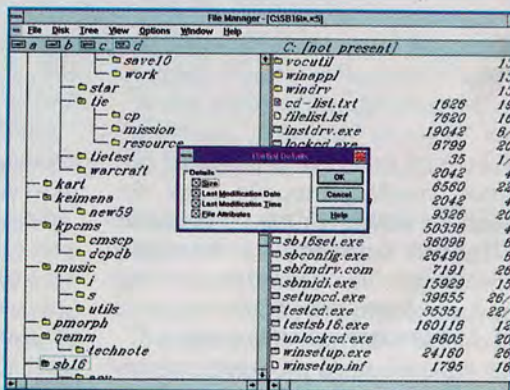 File Manager - [C:\SB16\*.*:5]
File Disk Tree View Options Window Help
a b c d C: [not present]
save10
work
star
tie
cp
mission
resource
tietest
warcraft
kart
keimena
new59
kpcms
cmscp
dcpdb
music
i
s
utils
pmorph
qemm
technote
sb16
vocutil
winappl
windrv
cd-list.txt 1626
filelist.lst 7620
instdrv.exe 19042
lockcd.exe 8799
35
2042
6560
2042
9326
50338
sb16set.exe 36098
sbconfig.exe 26490
sbfmdrv.com 7191
sbmidi.exe 15929
setupcd.exe 39855
testcd.exe 35351
testsb16.exe 160118
unlockcd.exe 8805
winsetup.exe 24160
winsetup.inf 1795
Partial Details
Details
Size
Last Modification Date
Last Modification Time
File Attributes
OK
Cancel
Help